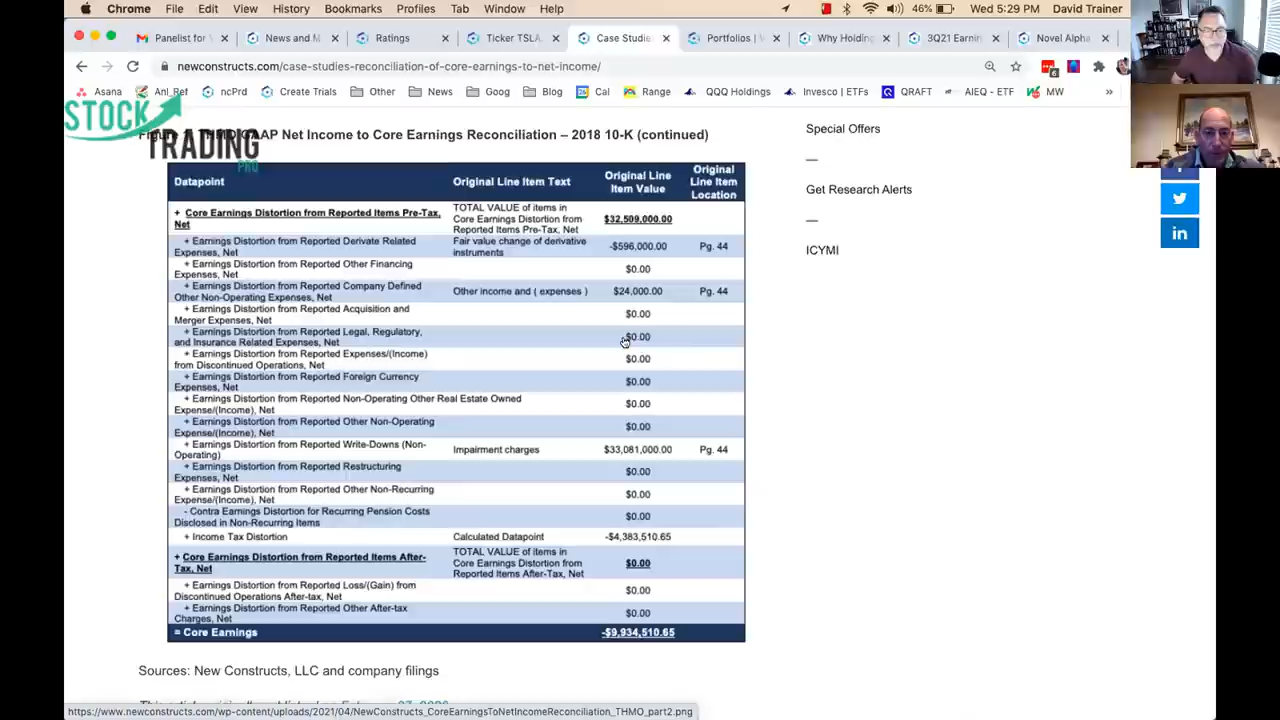 Chrome File Edit View History Bookmarks Profiles Tab Window Help 46% Wed 5:29 PM David Trainer
Panelist for News and M Ratings Ticker TSLA Case Studie Portfolios | Why Holding 3Q21 Earnin Novel Alpha
newconstructs.com/case-studies-reconciliation-of-core-earnings-to-net-income/
6
Asana Anl_Ref ncPrd Create Trials Other News Goog Blog Cal Range QQQ Holdings Invesco | ETFs QRAFT AIEQ - ETF MW »
STOCK
TRADING
PRO
THMO GAAP Net Income to Core Earnings Reconciliation – 2018 10-K (continued)
Datapoint Original Line Item Text Original Line Item Value Original Line Item Location
+ Core Earnings Distortion from Reported Items Pre-Tax, Net TOTAL VALUE of items in Core Earnings Distortion from Reported Items Pre-Tax, Net $32,509,000.00
+ Earnings Distortion from Reported Derivate Related Expenses, Net Fair value change of derivative instruments -$596,000.00 Pg. 44
+ Earnings Distortion from Reported Other Financing Expenses, Net $0.00
+ Earnings Distortion from Reported Company Defined Other Non-Operating Expenses, Net Other income and ( expenses ) $24,000.00 Pg. 44
+ Earnings Distortion from Reported Acquisition and Merger Expenses, Net $0.00
+ Earnings Distortion from Reported Legal, Regulatory, and Insurance Related Expenses, Net $0.00
+ Earnings Distortion from Reported Expenses/(Income) from Discontinued Operations, Net $0.00
+ Earnings Distortion from Reported Foreign Currency Expenses, Net $0.00
+ Earnings Distortion from Reported Non-Operating Other Real Estate Owned Expense/(Income), Net $0.00
+ Earnings Distortion from Reported Other Non-Operating Expense/(Income), Net $0.00
+ Earnings Distortion from Reported Write-Downs (Non-Operating) Impairment charges $33,081,000.00 Pg. 44
+ Earnings Distortion from Reported Restructuring Expenses, Net $0.00
+ Earnings Distortion from Reported Other Non-Recurring Expense/(Income), Net $0.00
- Contra Earnings Distortion for Recurring Pension Costs Disclosed in Non-Recurring Items $0.00
+ Income Tax Distortion Calculated Datapoint -$4,383,510.65
+ Core Earnings Distortion from Reported Items After-Tax, Net TOTAL VALUE of items in Core Earnings Distortion from Reported Items After-Tax, Net $0.00
+ Earnings Distortion from Reported Loss/(Gain) from Discontinued Operations After-tax, Net $0.00
+ Earnings Distortion from Reported Other After-tax Charges, Net $0.00
= Core Earnings -$9,934,510.65
Sources: New Constructs, LLC and company filings
https://www.newconstructs.com/wp-content/uploads/2021/04/NewConstructs_CoreEarningsToNetIncomeReconciliation_THMO_part2.png
Special Offers
—
Get Research Alerts
—
ICYMI
in